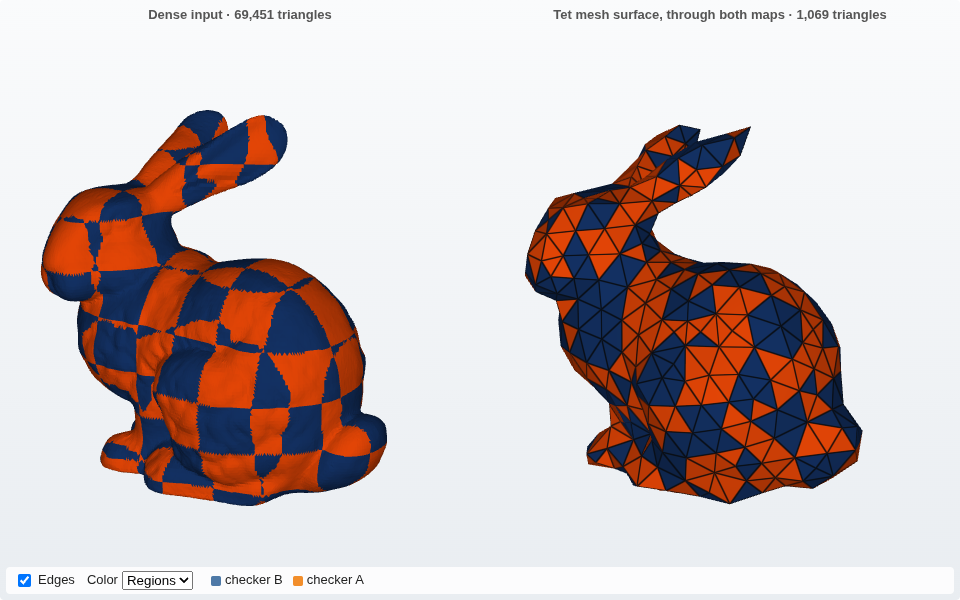 Dense input · 69,451 triangles
Tet mesh surface, through both maps · 1,069 triangles
Edges Color Regions checker B checker A